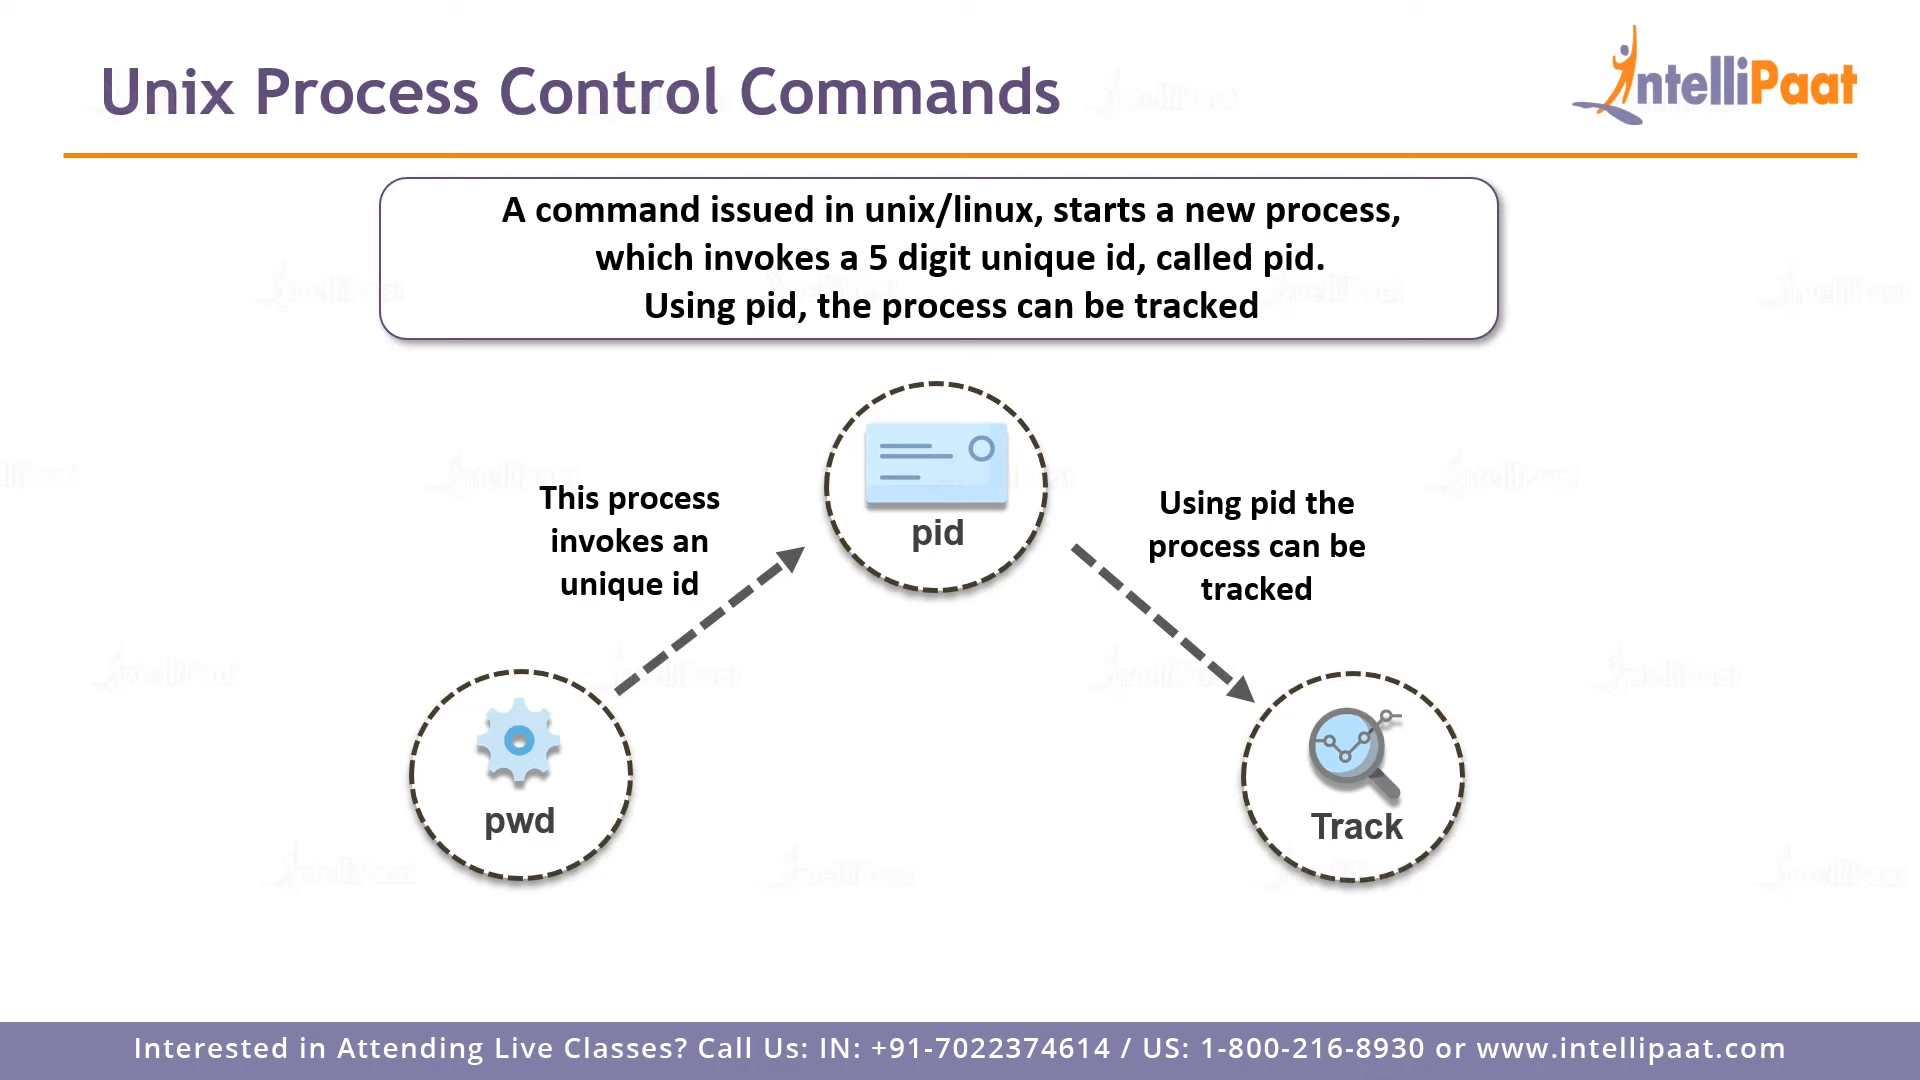 Unix Process Control Commands
IntelliPaat
A command issued in unix/linux, starts a new process,
which invokes a 5 digit unique id, called pid.
Using pid, the process can be tracked
pid
This process
invokes an
unique id
Using pid the
process can be
tracked
pwd
Track
Interested in Attending Live Classes? Call Us: IN: +91-7022374614 / US: 1-800-216-8930 or www.intellipaat.com